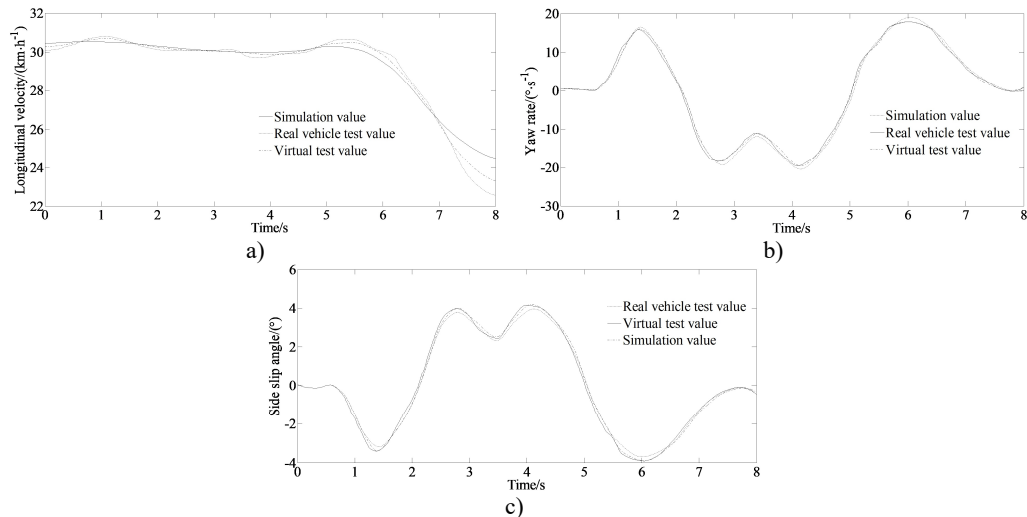 32
30
28
26
24
22
Longitudinal velocity/(km·h⁻¹)
Simulation value
Real vehicle test value
Virtual test value
0 1 2 3 4 5 6 7 8
Time/s
a)
20
10
0
-10
-20
-30
Yaw rate/(°·s⁻¹)
Simulation value
Real vehicle test value
Virtual test value
0 1 2 3 4 5 6 7 8
Time/s
b)
6
4
2
0
-2
-4
Side slip angle/(°)
Real vehicle test value
Virtual test value
Simulation value
0 1 2 3 4 5 6 7 8
Time/s
c)